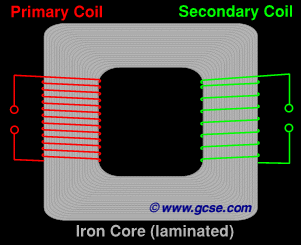 Primary Coil
Secondary Coil
© www.gcse.com
Iron Core (laminated)